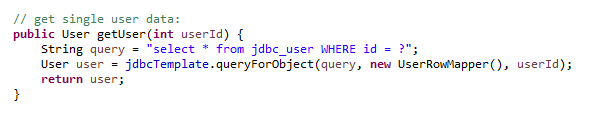 // get single user data:
public User getUser(int userId) {
    String query = "select * from jdbc_user WHERE id = ?";
    User user = jdbcTemplate.queryForObject(query, new UserRowMapper(), userId);
    return user;
}